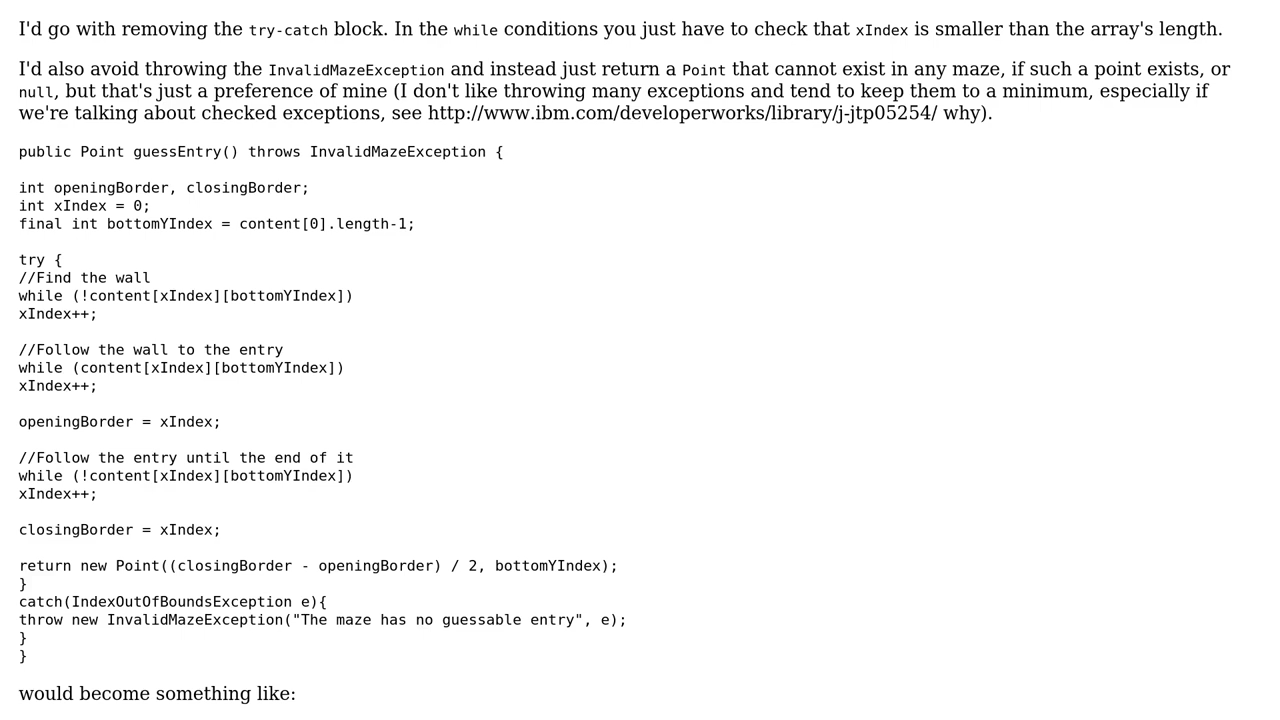 I'd go with removing the try-catch block. In the while conditions you just have to check that xIndex is smaller than the array's length.
I'd also avoid throwing the InvalidMazeException and instead just return a Point that cannot exist in any maze, if such a point exists, or
null, but that's just a preference of mine (I don't like throwing many exceptions and tend to keep them to a minimum, especially if
we're talking about checked exceptions, see http://www.ibm.com/developerworks/library/j-jtp05254/ why).
public Point guessEntry() throws InvalidMazeException {
int openingBorder, closingBorder;
int xIndex = 0;
final int bottomYIndex = content[0].length-1;
try {
//Find the wall
while (!content[xIndex][bottomYIndex])
xIndex++;
//Follow the wall to the entry
while (content[xIndex][bottomYIndex])
xIndex++;
openingBorder = xIndex;
//Follow the entry until the end of it
while (!content[xIndex][bottomYIndex])
xIndex++;
closingBorder = xIndex;
return new Point((closingBorder - openingBorder) / 2, bottomYIndex);
}
catch(IndexOutOfBoundsException e){
throw new InvalidMazeException("The maze has no guessable entry", e);
}
}
would become something like: